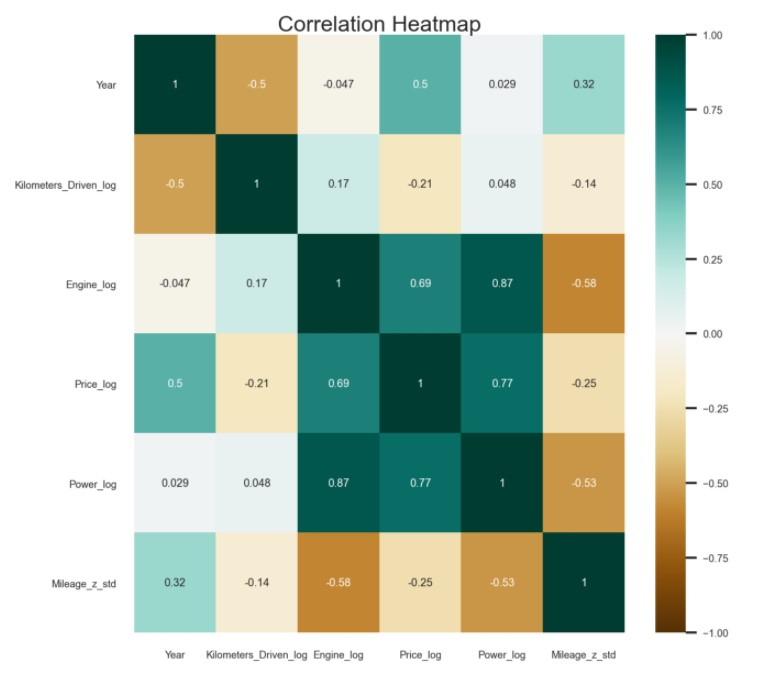 Correlation Heatmap
Year 1 -0.5 -0.047 0.5 0.029 0.32
Kilometers_Driven_log -0.5 1 0.17 -0.21 0.048 -0.14
Engine_log -0.047 0.17 1 0.69 0.87 -0.58
Price_log 0.5 -0.21 0.69 1 0.77 -0.25
Power_log 0.029 0.048 0.87 0.77 1 -0.53
Mileage_z_std 0.32 -0.14 -0.58 -0.25 -0.53 1
Year Kilometers_Driven_log Engine_log Price_log Power_log Mileage_z_std
1.00
0.75
0.50
0.25
0.00
−0.25
−0.50
−0.75
−1.00